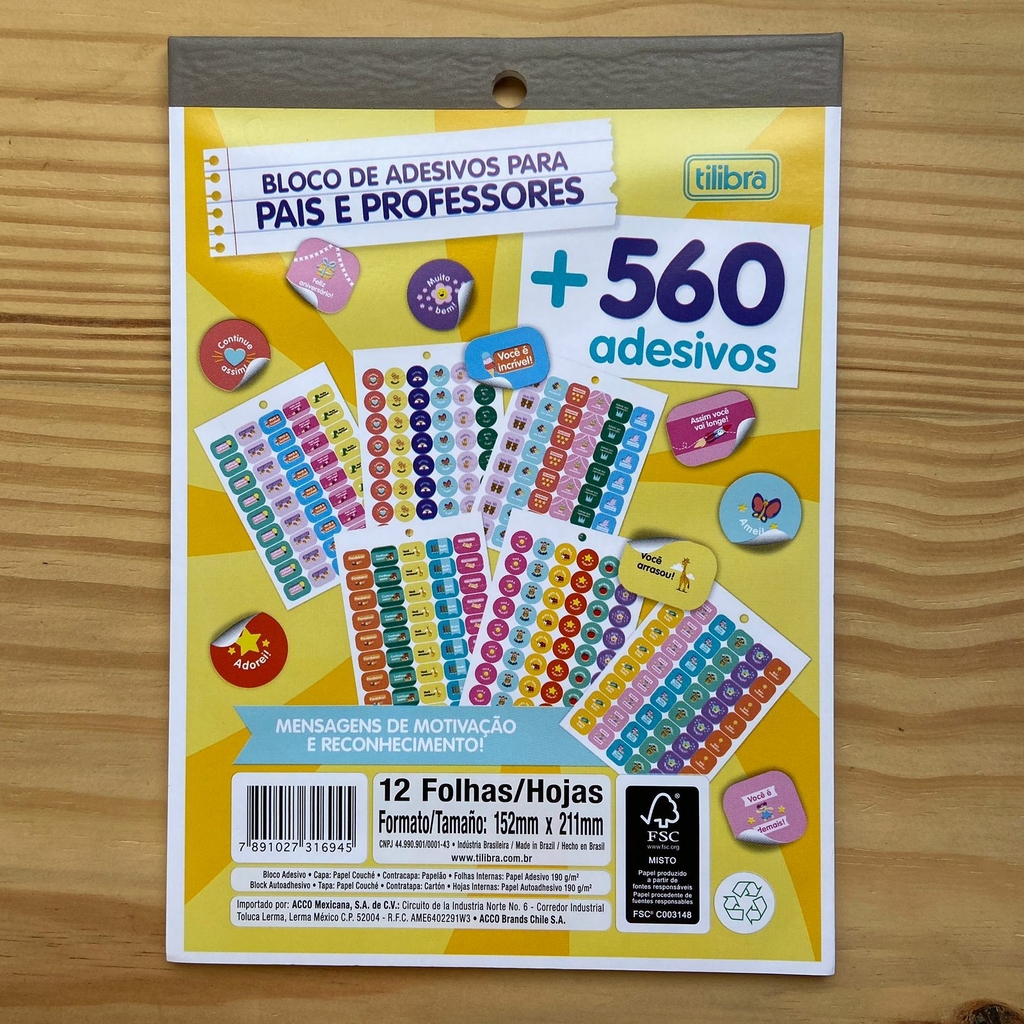 BLOCO DE ADESIVOS PARA
PAIS E PROFESSORES
tilibra
+ 560
adesivos
Feliz
aniversário!
Muito
bem!
Continue
assim!
Você é
incrível!
Assim você
vai longe!
Amei!
Você
arrasou!
Adorei!
MENSAGENS DE MOTIVAÇÃO
E RECONHECIMENTO!
Você é
demais!
7 891027 316945
12 Folhas/Hojas
Formato/Tamaño: 152mm x 211mm
CNPJ 44.990.901/0001-43 • Indústria Brasileira / Made in Brazil / Hecho en Brasil
www.tilibra.com.br
Bloco Adesivo • Capa: Papel Couché • Contracapa: Papelão • Folhas Internas: Papel Adesivo 190 g/m²
Block Autoadhesivo • Tapa: Papel Couché • Contratapa: Cartón • Hojas Internas: Papel Autoadhesivo 190 g/m²
Importado por: ACCO Mexicana, S.A. de C.V.: Circuito de la Industria Norte No. 6 - Corredor Industrial
Toluca Lerma, Lerma México C.P. 52004 - R.F.C. AME6402291W3 • ACCO Brands Chile S.A.
FSC
www.fsc.org
MISTO
Papel produzido
a partir de
fontes responsáveis
Papel procedente de
fuentes responsables
FSC® C003148